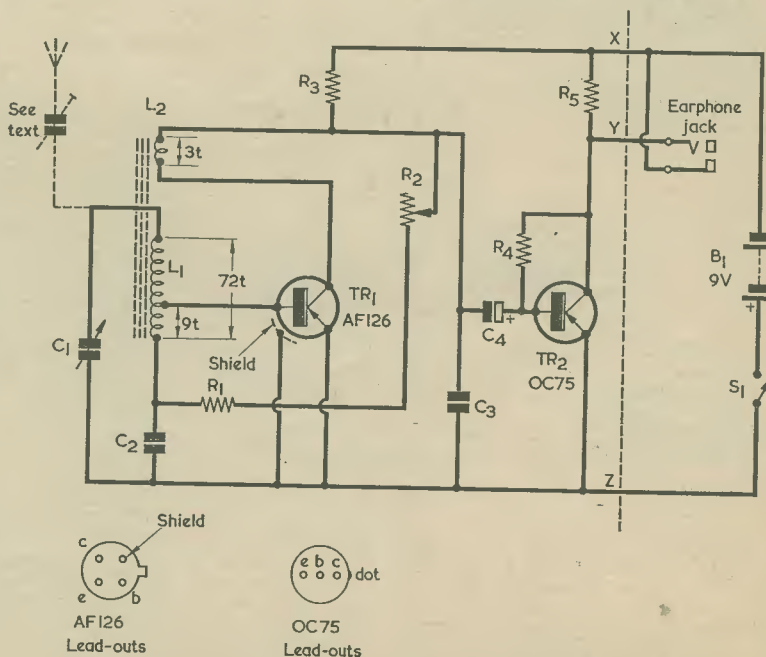 See
text
L2
3t
R3
X
R5
Y
Earphone
jack
R2
L1
72t
9t
TR1
AF126
Shield
C1
R1
C2
R4
C4
+
C3
TR2
OC75
B1
9V
+
S1
Z
Shield
c
e
b
AF126
Lead-outs
e b c
dot
OC75
Lead-outs